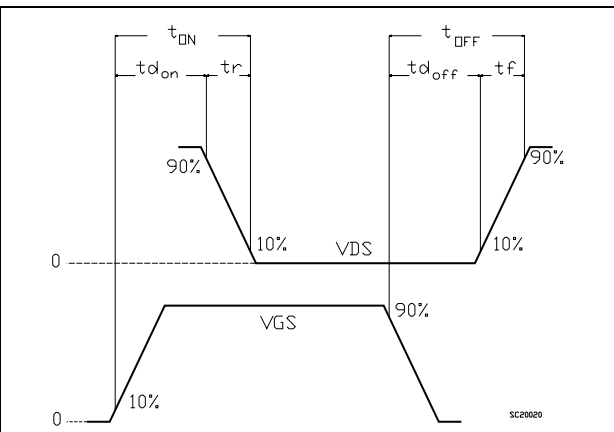 tON tOFF
tdon tr tdoff tf
90% 90%
10% VDS 10%
0
90%
VGS
10%
0 SC20020